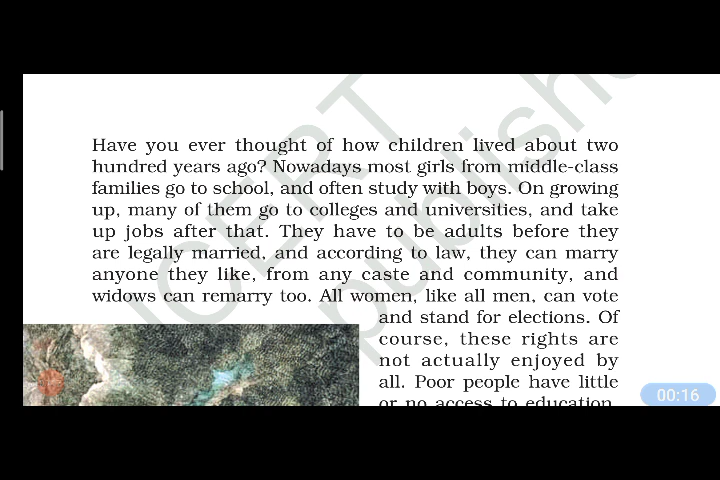 Have you ever thought of how children lived about two
hundred years ago? Nowadays most girls from middle-class
families go to school, and often study with boys. On growing
up, many of them go to colleges and universities, and take
up jobs after that. They have to be adults before they
are legally married, and according to law, they can marry
anyone they like, from any caste and community, and
widows can remarry too. All women, like all men, can vote
and stand for elections. Of
course, these rights are
not actually enjoyed by
all. Poor people have little
or no access to education,
00:16